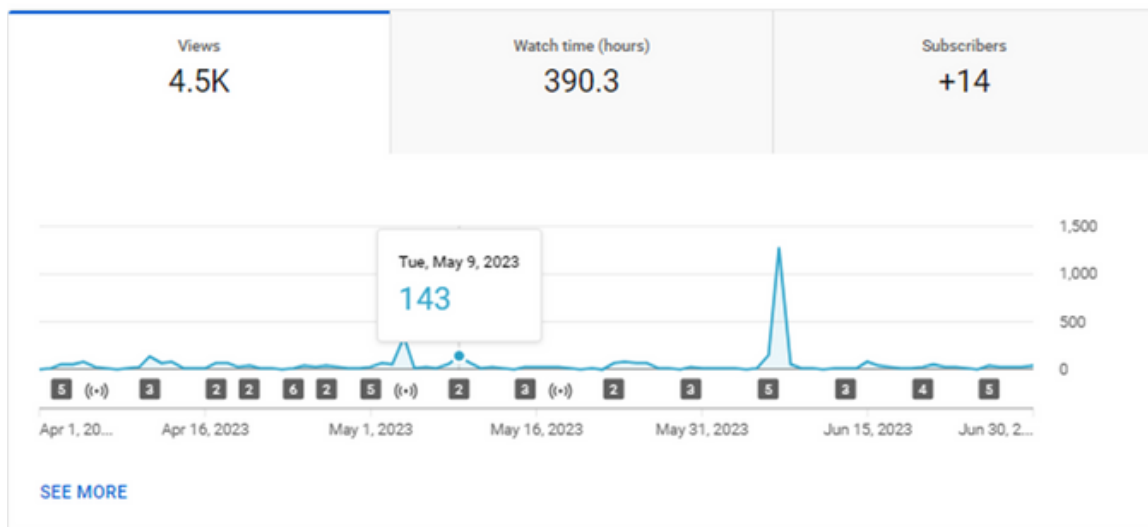 Views
4.5K
Watch time (hours)
390.3
Subscribers
+14
1,500
1,000
500
0
Tue, May 9, 2023
143
5 3 2 2 6 2 5 2 3 2 3 5 3 4 5
Apr 1, 20... Apr 16, 2023 May 1, 2023 May 16, 2023 May 31, 2023 Jun 15, 2023 Jun 30, 2...
SEE MORE